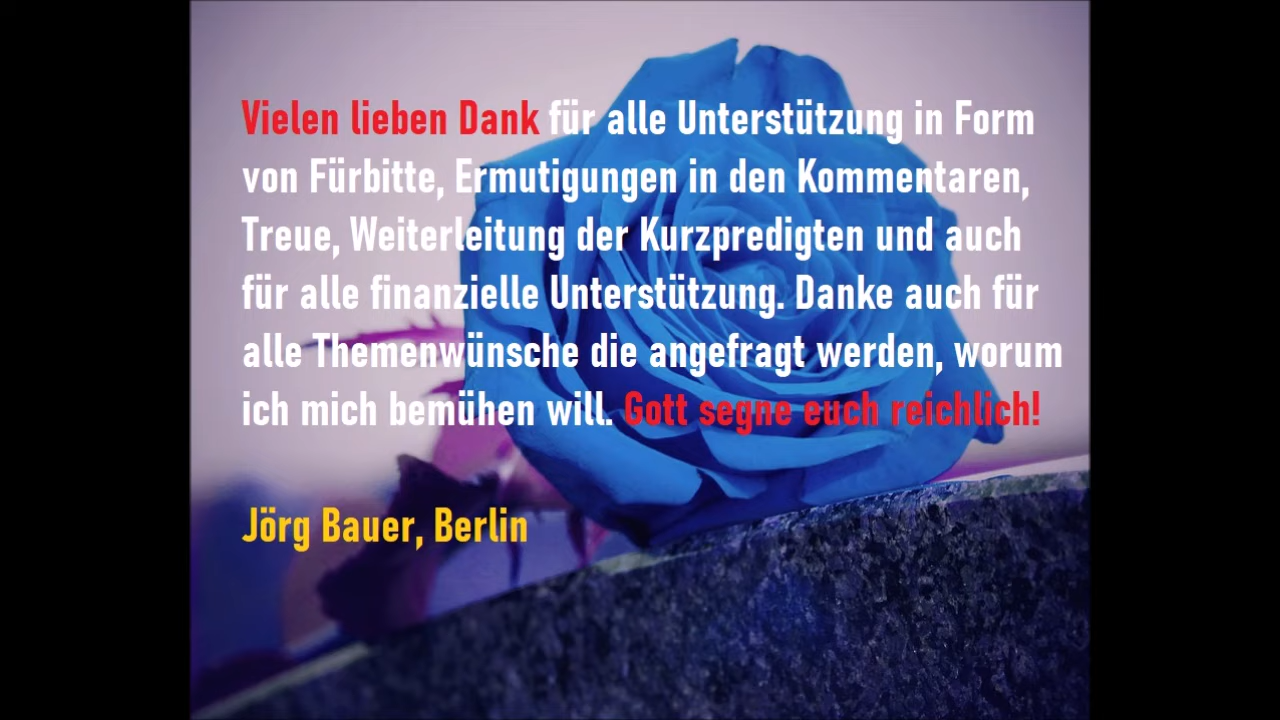 Vielen lieben Dank für alle Unterstützung in Form
von Fürbitte, Ermutigungen in den Kommentaren,
Treue, Weiterleitung der Kurzpredigten und auch
für alle finanzielle Unterstützung. Danke auch für
alle Themenwünsche die angefragt werden, worum
ich mich bemühen will. Gott segne euch reichlich!
Jörg Bauer, Berlin